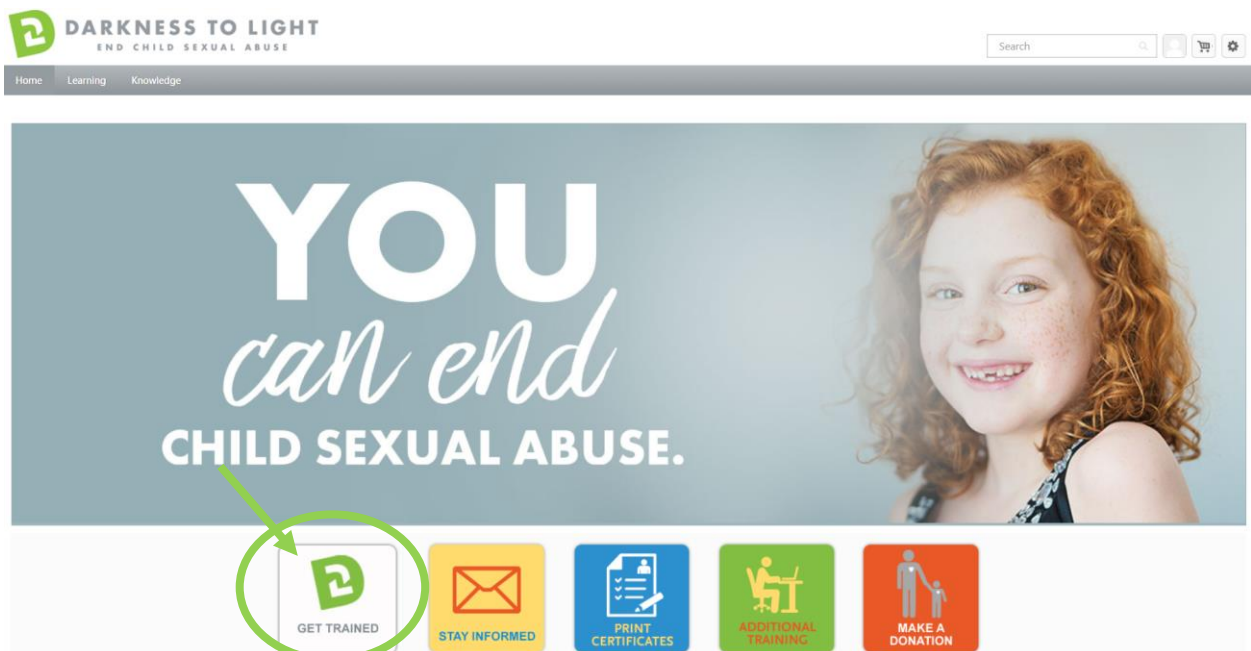 DARKNESS TO LIGHT
END CHILD SEXUAL ABUSE
Search
Home Learning Knowledge
YOU
can end
CHILD SEXUAL ABUSE.
GET TRAINED
STAY INFORMED
PRINT
CERTIFICATES
ADDITIONAL
TRAINING
MAKE A
DONATION